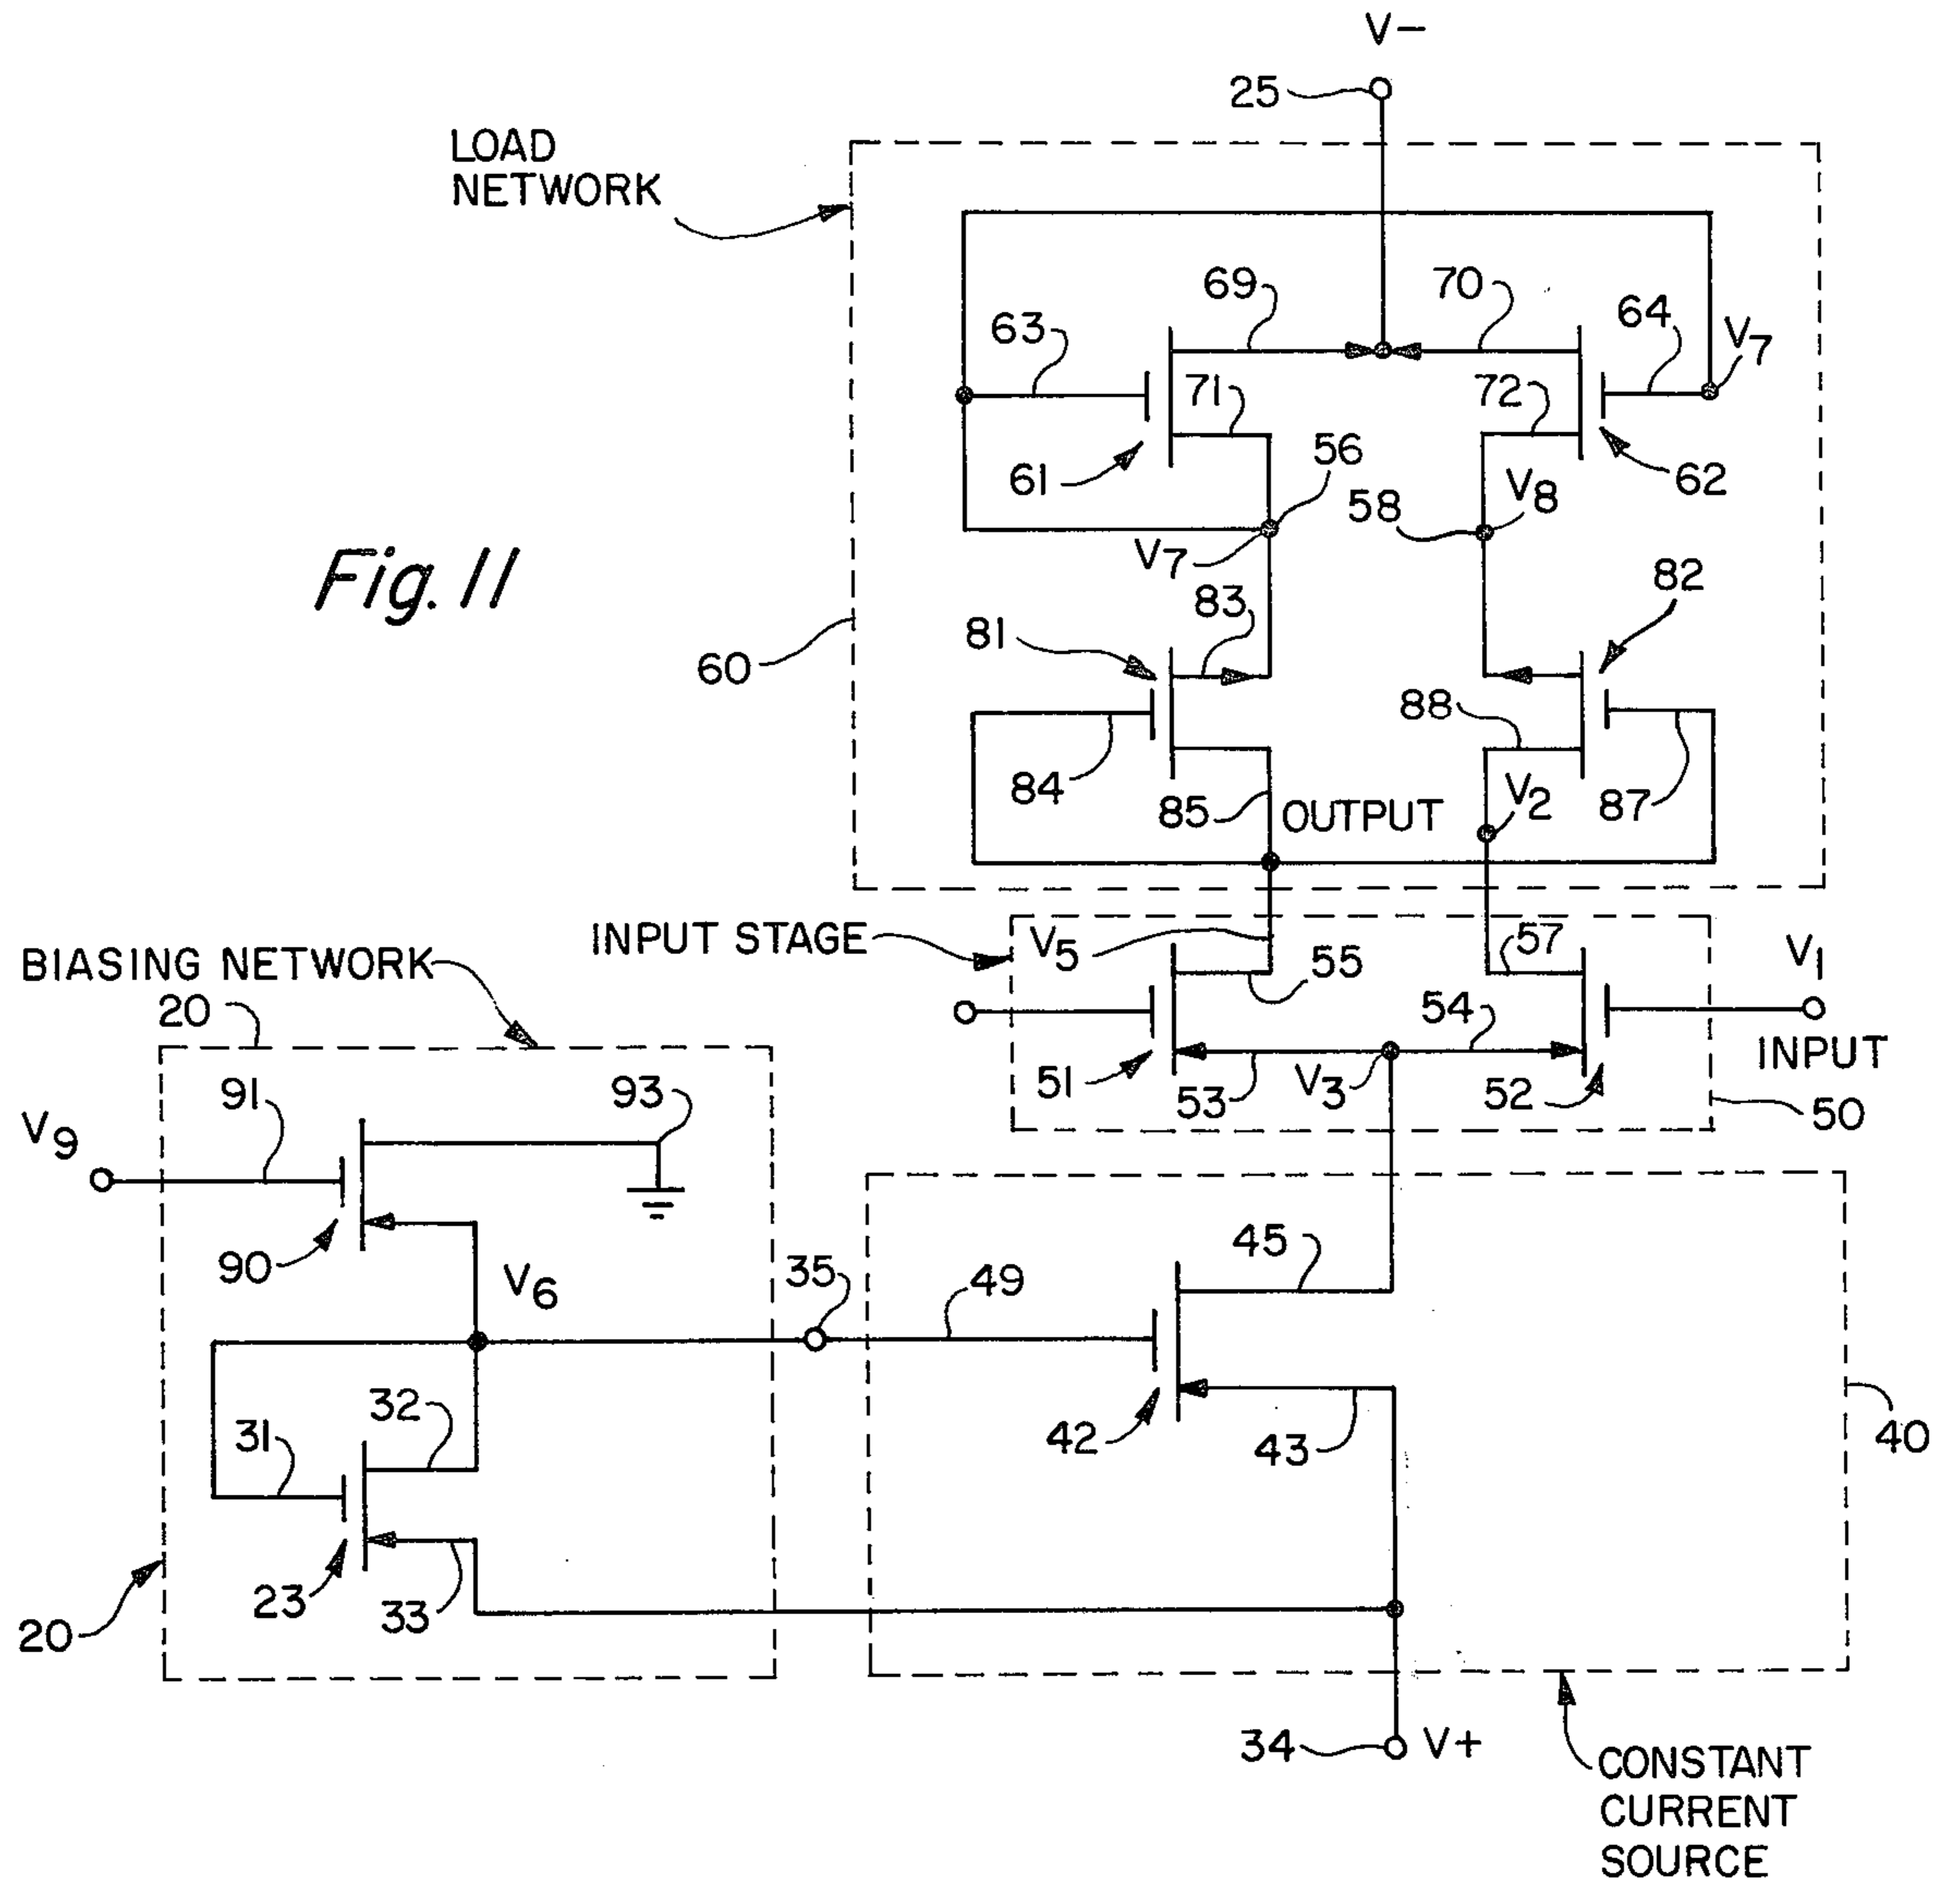 V–
25
LOAD
NETWORK
69
70
63
64
V7
71
72
61
62
56
58
V8
V7
Fig. 11
83
82
81
60
88
84
85
OUTPUT
V2
87
INPUT STAGE
V5
55
57
V1
BIASING NETWORK
20
54
INPUT
51
53
V3
52
50
91
93
V9
90
V6
35
49
45
32
31
42
43
40
23
33
20
34
V+
CONSTANT
CURRENT
SOURCE